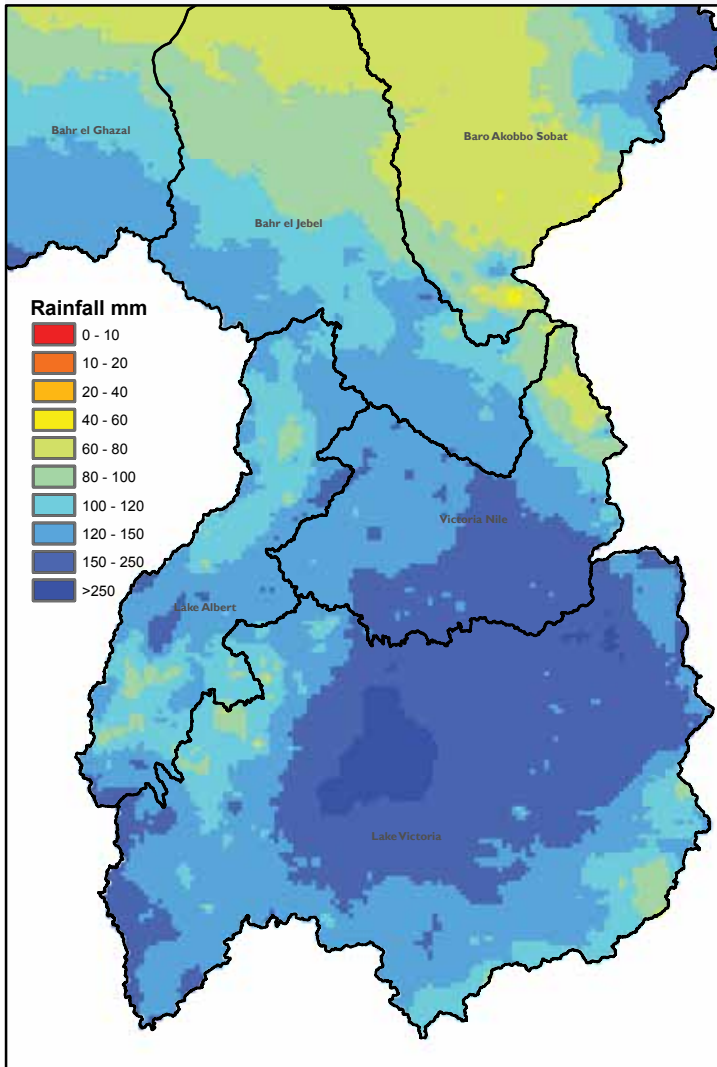 Bahr el Ghazal
Baro Akobbo Sobat
Bahr el Jebel
Rainfall mm
0 - 10
10 - 20
20 - 40
40 - 60
60 - 80
80 - 100
100 - 120
120 - 150
150 - 250
>250
Victoria Nile
Lake Albert
Lake Victoria